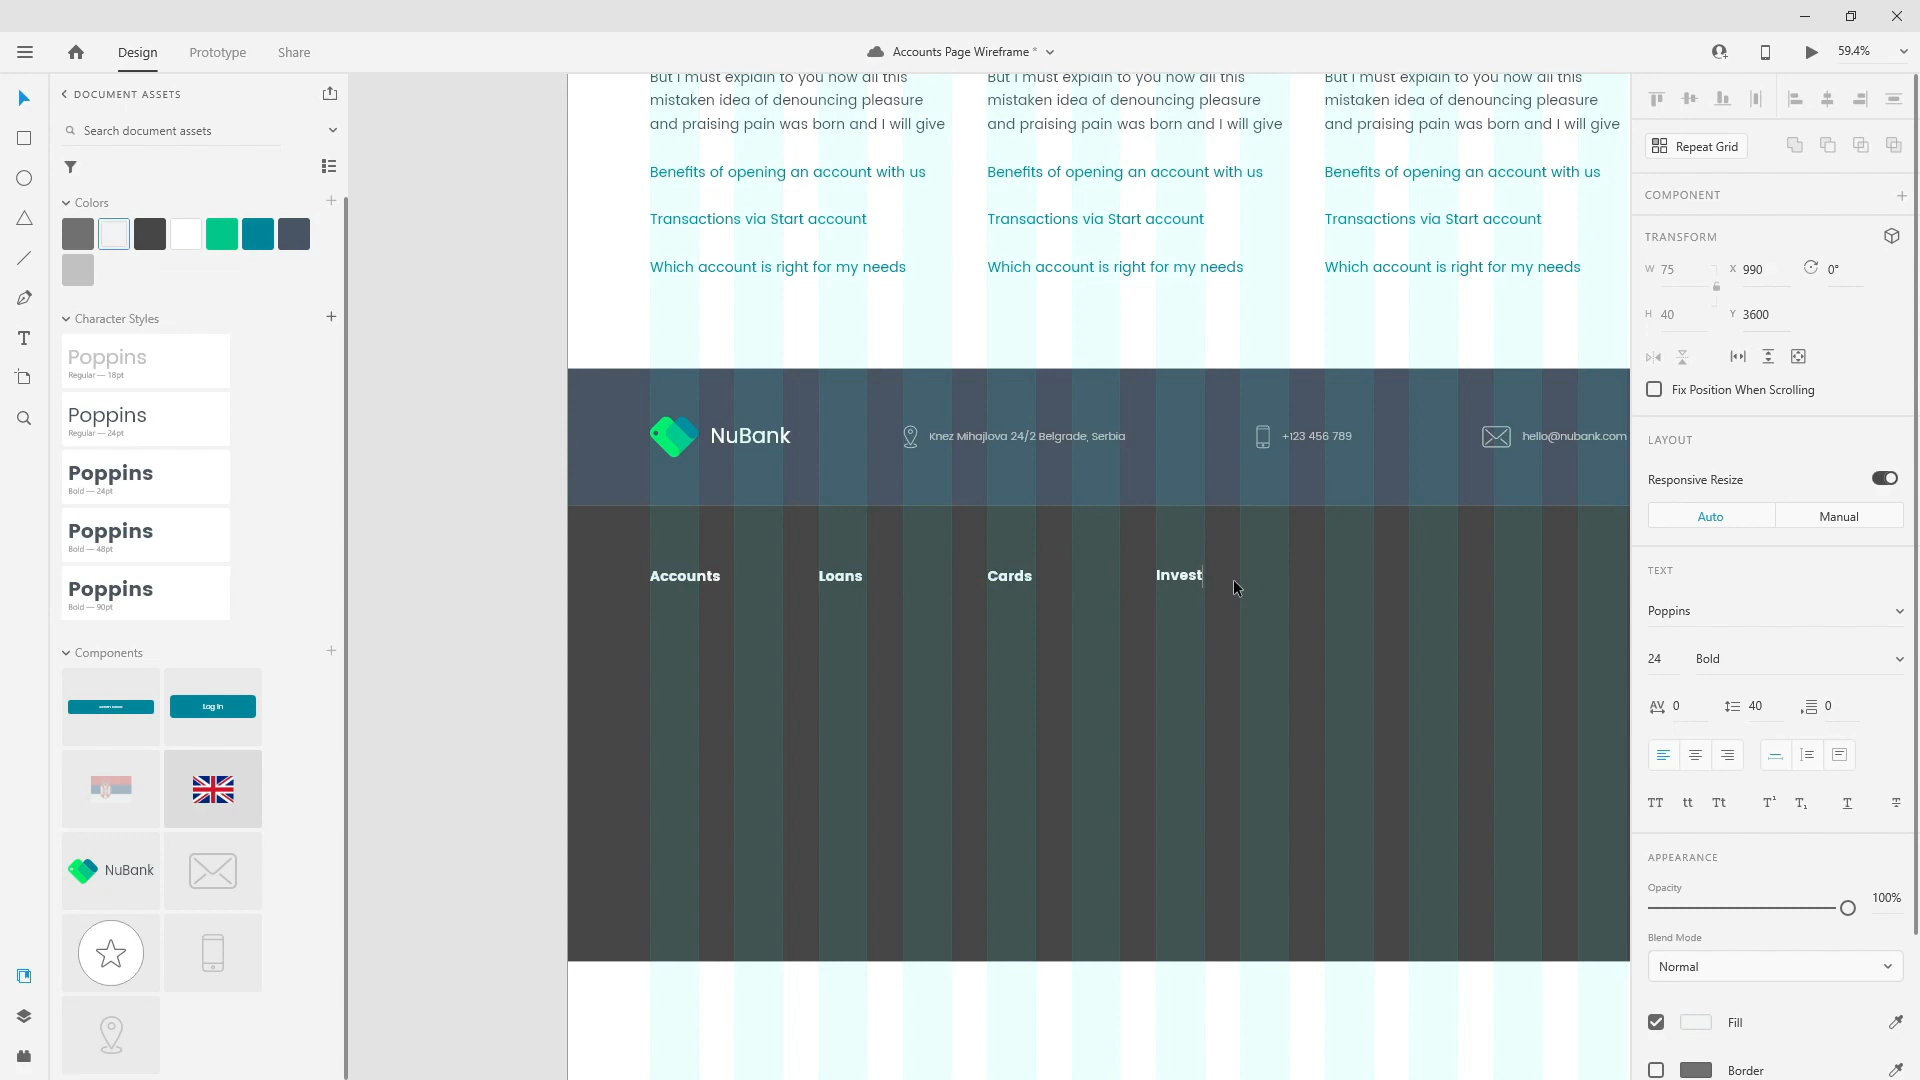 Design
Prototype
Share
Accounts Page Wireframe *
59.4%
DOCUMENT ASSETS
Search document assets
Colors
Character Styles
Poppins
Regular — 18pt
Poppins
Regular — 24pt
Poppins
Bold — 24pt
Poppins
Bold — 48pt
Poppins
Bold — 90pt
Components
Log In
NuBank
But I must explain to you how all this
mistaken idea of denouncing pleasure
and praising pain was born and I will give
Benefits of opening an account with us
Transactions via Start account
Which account is right for my needs
But I must explain to you how all this
mistaken idea of denouncing pleasure
and praising pain was born and I will give
Benefits of opening an account with us
Transactions via Start account
Which account is right for my needs
But I must explain to you how all this
mistaken idea of denouncing pleasure
and praising pain was born and I will give
Benefits of opening an account with us
Transactions via Start account
Which account is right for my needs
NuBank
Knez Mihajlova 24/2 Belgrade, Serbia
+123 456 789
hello@nubank.com
Accounts
Loans
Cards
Invest
Repeat Grid
COMPONENT
TRANSFORM
W 75
X 990
0°
H 40
Y 3600
Fix Position When Scrolling
LAYOUT
Responsive Resize
Auto
Manual
TEXT
Poppins
24
Bold
AV 0
40
0
TT
tt
Tt
T¹
T₁
T
T
APPEARANCE
Opacity
100%
Blend Mode
Normal
Fill
Border